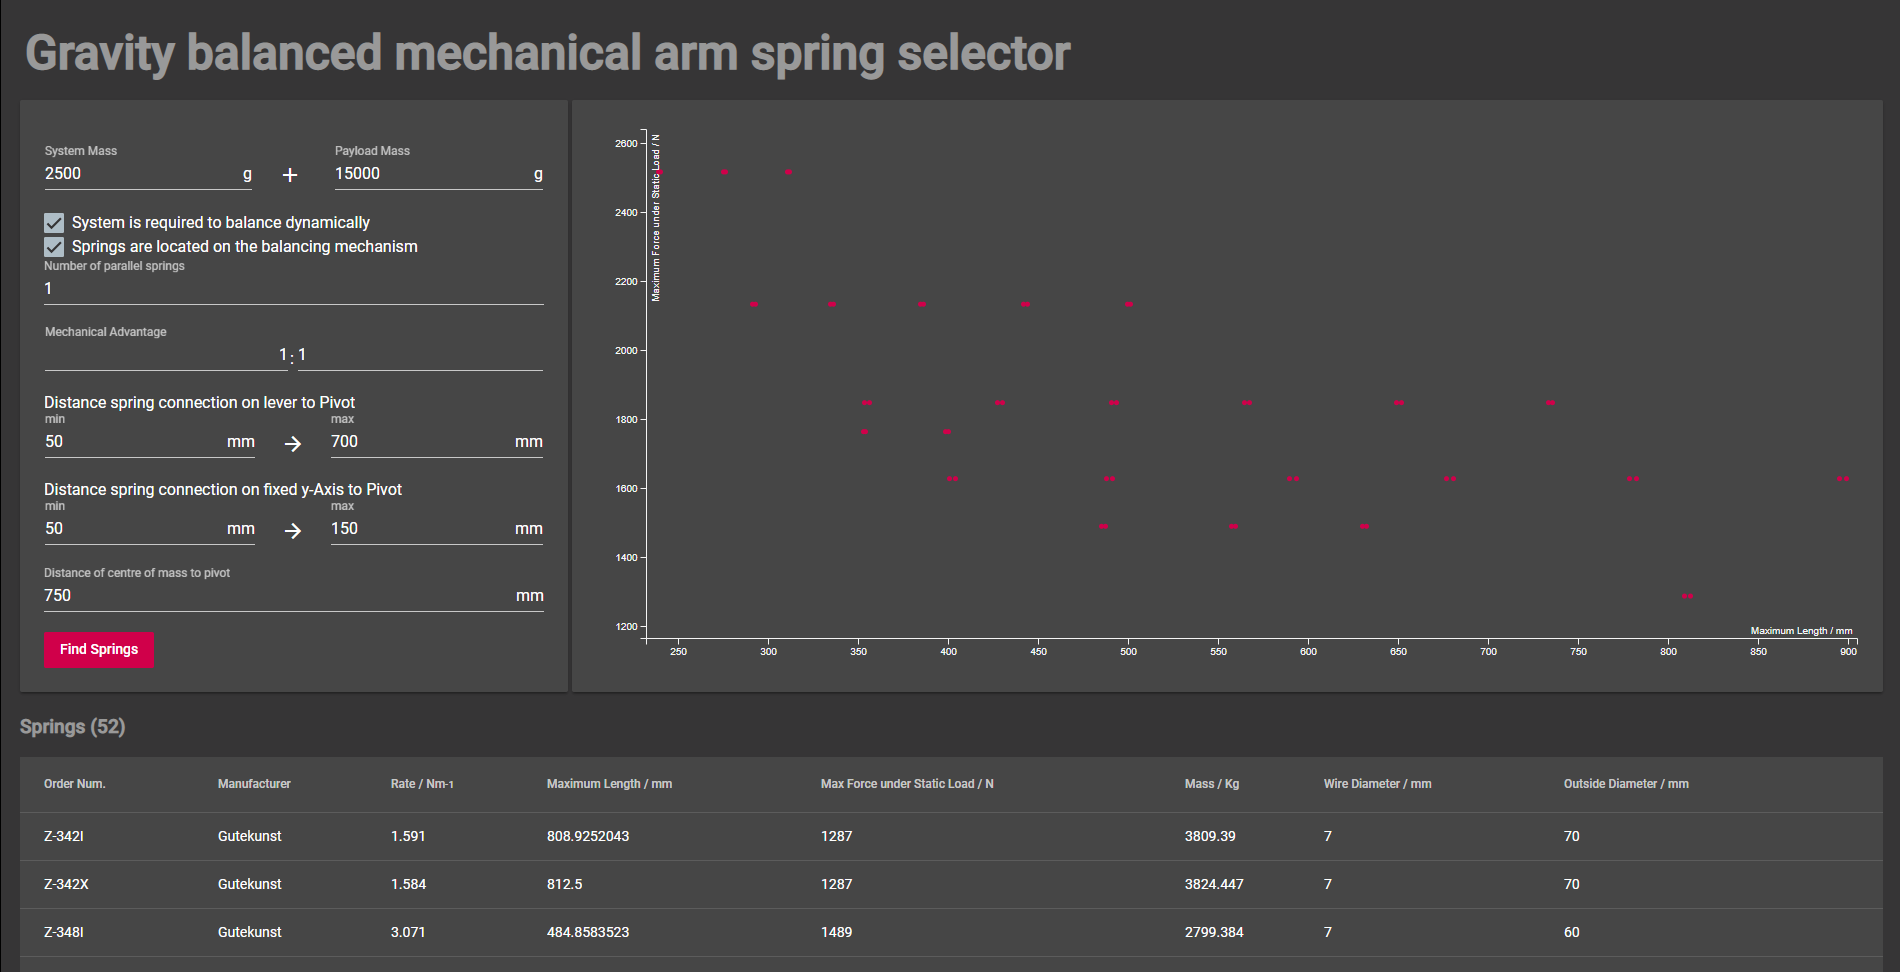 Gravity balanced mechanical arm spring selector
System Mass
2500 g
+
Payload Mass
15000 g
System is required to balance dynamically
Springs are located on the balancing mechanism
Number of parallel springs
1
Mechanical Advantage
1 : 1
Distance spring connection on lever to Pivot
min max
50 mm → 700 mm
Distance spring connection on fixed y-Axis to Pivot
min max
50 mm → 150 mm
Distance of centre of mass to pivot
750 mm
Find Springs
Maximum Force under Static Load / N
2600
2400
2200
2000
1800
1600
1400
1200
Maximum Length / mm
250 300 350 400 450 500 550 600 650 700 750 800 850 900
Springs (52)
Order Num. Manufacturer Rate / Nm-1 Maximum Length / mm Max Force under Static Load / N Mass / Kg Wire Diameter / mm Outside Diameter / mm
Z-342I Gutekunst 1.591 808.9252043 1287 3809.39 7 70
Z-342X Gutekunst 1.584 812.5 1287 3824.447 7 70
Z-348I Gutekunst 3.071 484.8583523 1489 2799.384 7 60